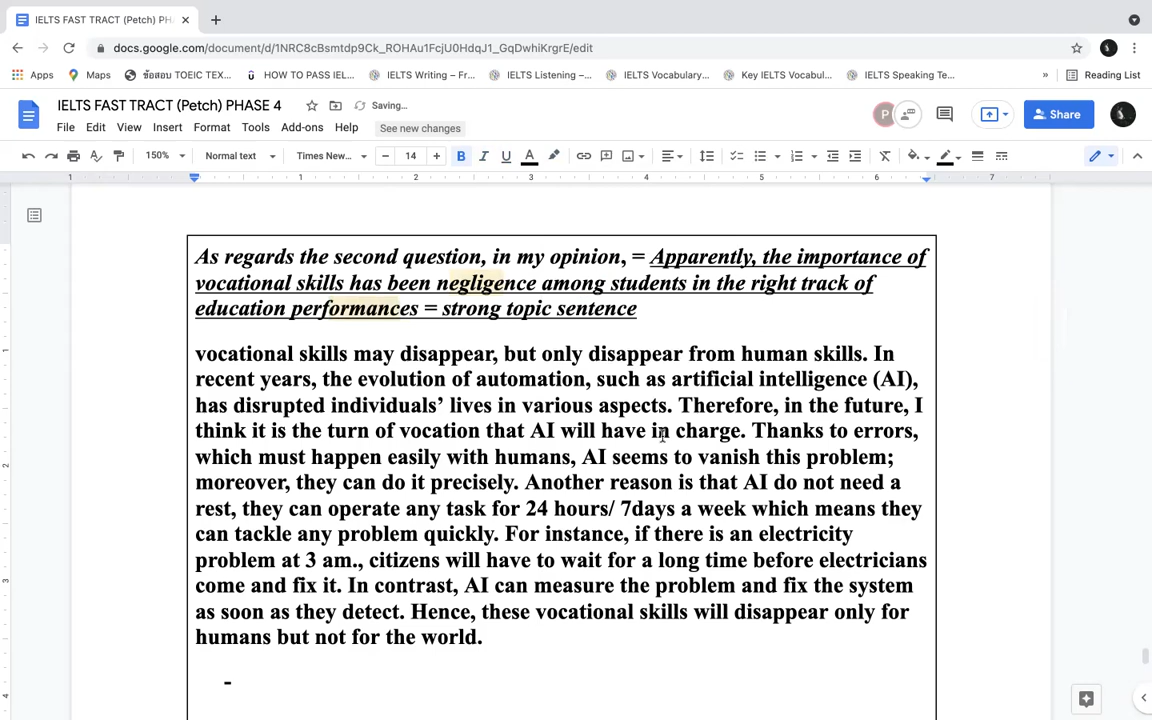 IELTS FAST TRACT (Petch) PH
docs.google.com/document/d/1NRC8cBsmtdp9Ck_ROHAu1FcjU0HdqJ1_GqDwhiKrgrE/edit
Apps Maps ข้อสอบ TOEIC TEX... HOW TO PASS IEL... IELTS Writing – Fr... IELTS Listening –... IELTS Vocabulary... Key IELTS Vocabul... IELTS Speaking Te... » Reading List
IELTS FAST TRACT (Petch) PHASE 4 Saving...
P Share
File Edit View Insert Format Tools Add-ons Help See new changes
150% Normal text Times New... 14 B I U A
1 1 2 3 4 5 6 7
As regards the second question, in my opinion, = Apparently, the importance of
vocational skills has been negligence among students in the right track of
education performances = strong topic sentence
vocational skills may disappear, but only disappear from human skills. In
recent years, the evolution of automation, such as artificial intelligence (AI),
has disrupted individuals’ lives in various aspects. Therefore, in the future, I
think it is the turn of vocation that AI will have in charge. Thanks to errors,
which must happen easily with humans, AI seems to vanish this problem;
moreover, they can do it precisely. Another reason is that AI do not need a
rest, they can operate any task for 24 hours/ 7days a week which means they
can tackle any problem quickly. For instance, if there is an electricity
problem at 3 am., citizens will have to wait for a long time before electricians
come and fix it. In contrast, AI can measure the problem and fix the system
as soon as they detect. Hence, these vocational skills will disappear only for
humans but not for the world.
-
1
2
3
4